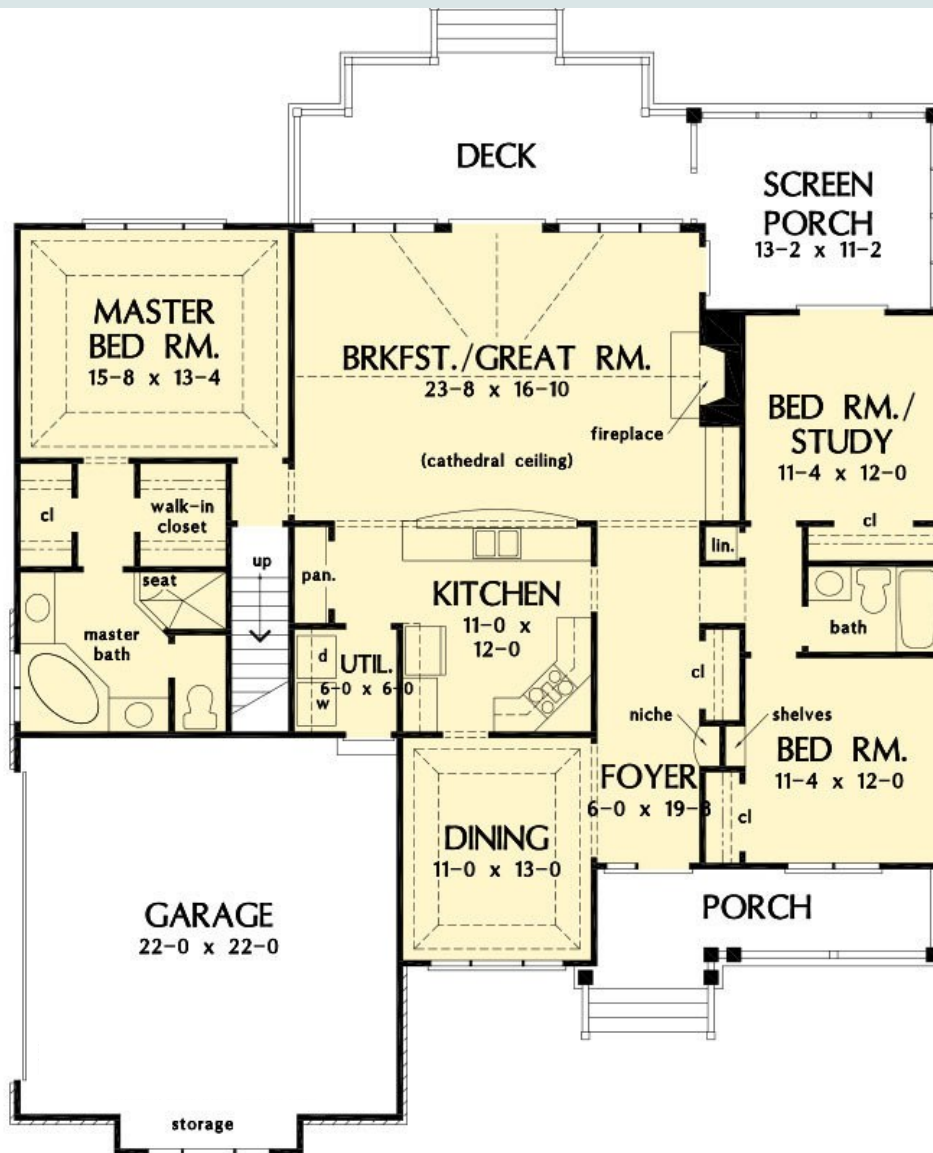 DECK
SCREEN
PORCH
13-2 x 11-2
MASTER
BED RM.
15-8 x 13-4
BRKFST./GREAT RM.
23-8 x 16-10
fireplace
(cathedral ceiling)
BED RM./
STUDY
11-4 x 12-0
cl
walk-in
closet
cl
lin.
up
pan.
seat
KITCHEN
11-0 x
12-0
master
bath
bath
d
UTIL.
6-0 x 6-0
w
cl
niche
shelves
BED RM.
11-4 x 12-0
FOYER
6-0 x 19-8
cl
DINING
11-0 x 13-0
GARAGE
22-0 x 22-0
PORCH
storage